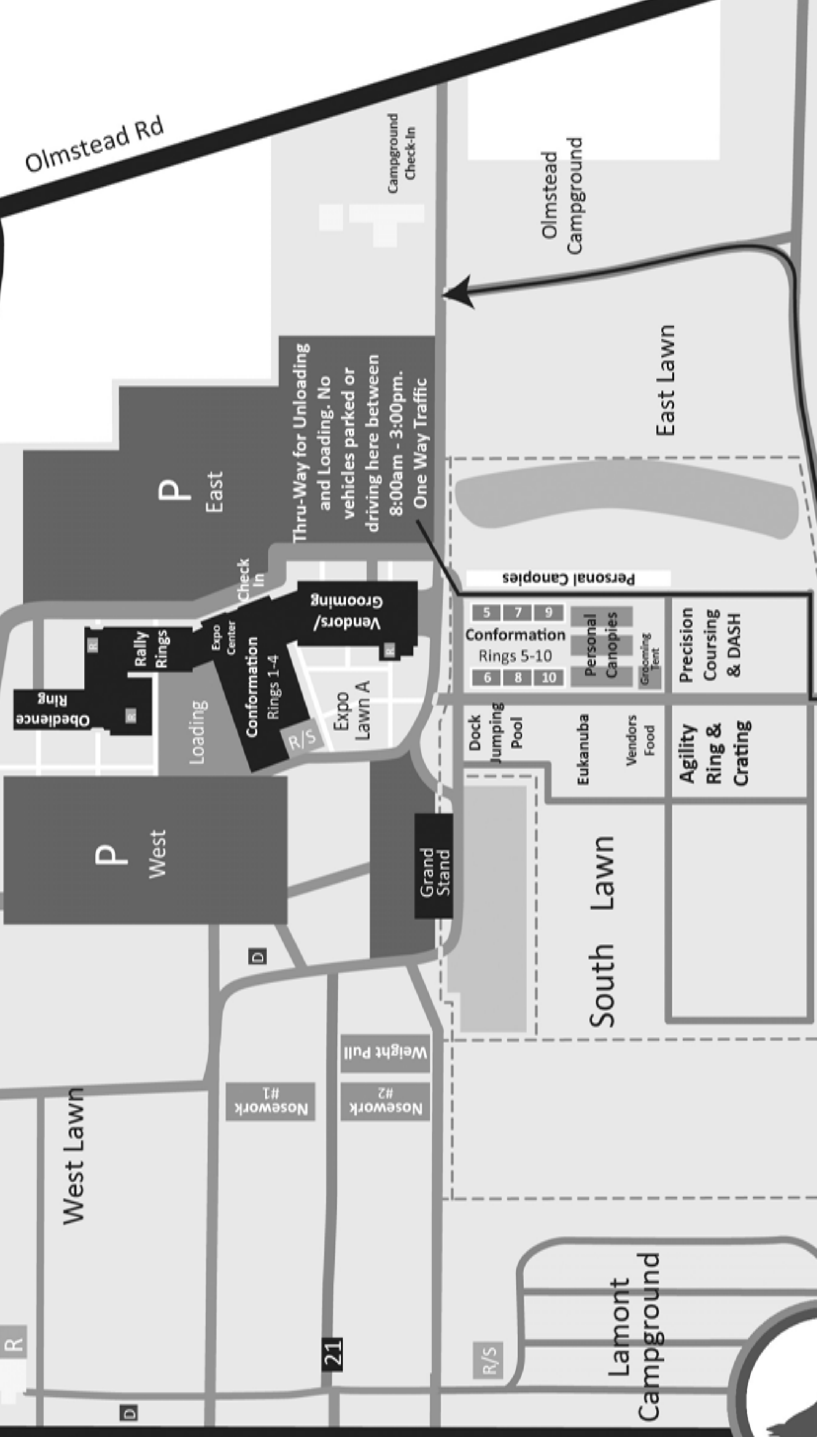 Olmstead Rd
Campground
Check-In
Olmstead
Campground
East Lawn
Thru-Way for Unloading
and Loading. No
vehicles parked or
driving here between
8:00am - 3:00pm.
One Way Traffic
P
East
Check
In
Personal Canopies
Vendors/
Grooming
Expo
Center
Rally
Rings
R
Obedience
Ring
R
Conformation
Rings 1-4
R
Loading
R/S
Expo
Lawn A
5 7 9
Conformation
Rings 5-10
6 8 10
Personal
Canopies
Grooming
Tent
Precision
Coursing
& DASH
Dock
Jumping
Pool
Eukanuba
Vendors
Food
Agility
Ring &
Crating
P
West
Grand
Stand
South Lawn
D
Weight Pull
Nosework
#1
Nosework
#2
West Lawn
R
21
D
R/S
Lamont
Campground